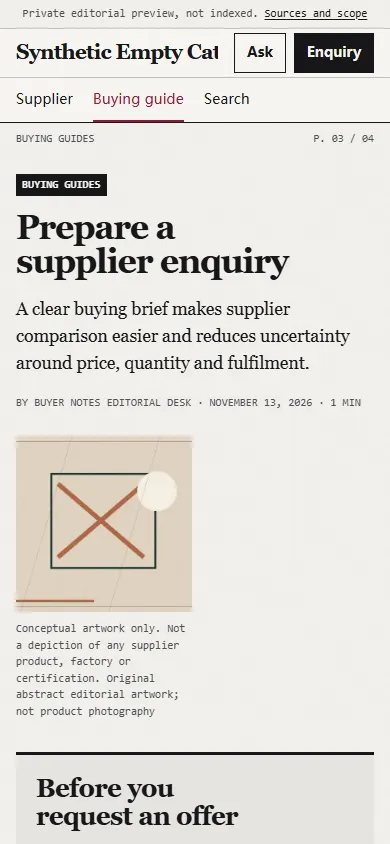 Private editorial preview, not indexed. Sources and scope
Synthetic Empty Cat
Ask
Enquiry
Supplier Buying guide Search
BUYING GUIDES P. 03 / 04
BUYING GUIDES
Prepare a
supplier enquiry
A clear buying brief makes supplier
comparison easier and reduces uncertainty
around price, quantity and fulfilment.
BY BUYER NOTES EDITORIAL DESK · NOVEMBER 13, 2026 · 1 MIN
Conceptual artwork only. Not
a depiction of any supplier
product, factory or
certification. Original
abstract editorial artwork;
not product photography
Before you
request an offer